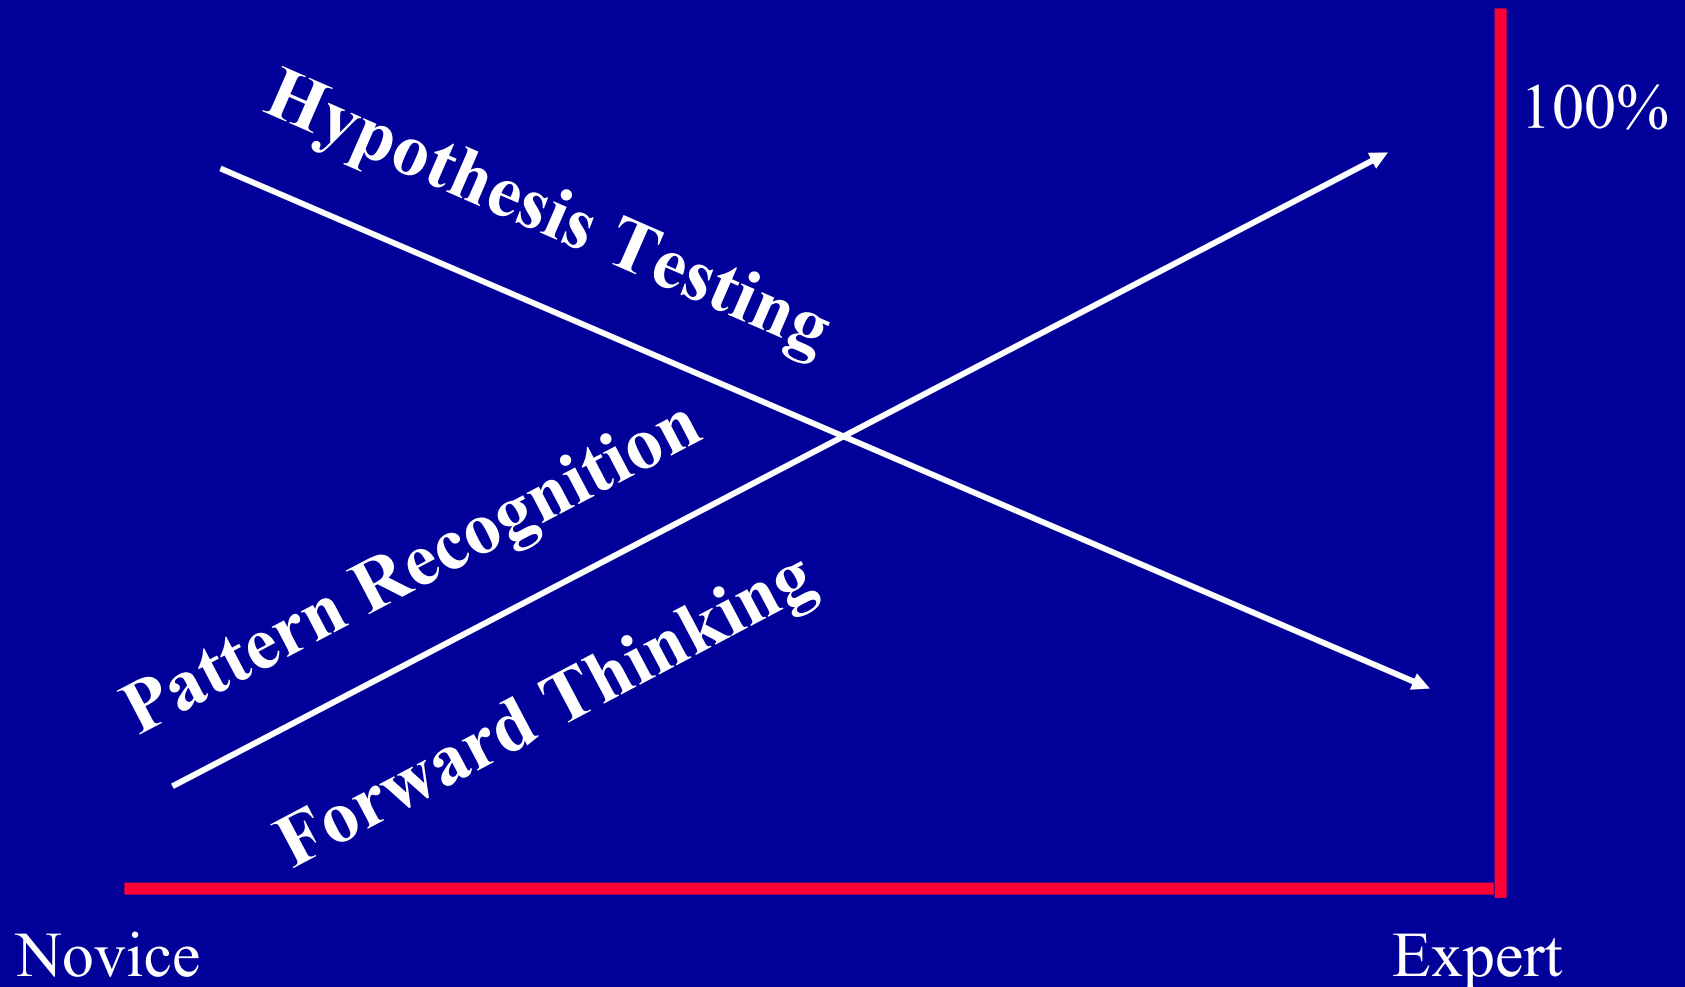 Hypothesis Testing
100%
Pattern Recognition
Forward Thinking
Novice
Expert